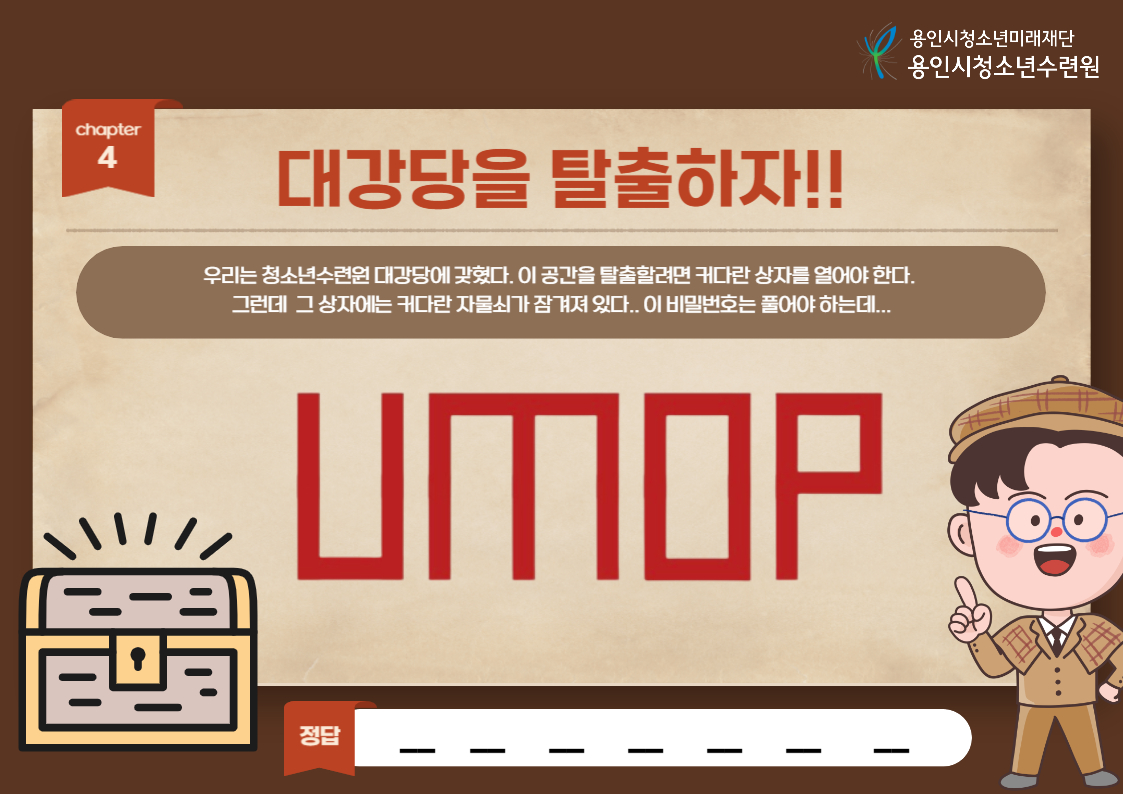 용인시청소년미래재단
용인시청소년수련원
chapter
4
대강당을 탈출하자!!
우리는 청소년수련원 대강당에 갖혔다. 이 공간을 탈출할려면 커다란 상자를 열어야 한다.
그런데 그 상자에는 커다란 자물쇠가 잠겨져 있다.. 이 비밀번호는 풀어야 하는데...
UMOP
정답